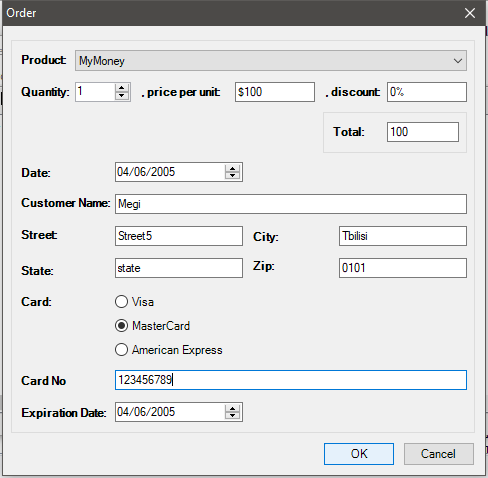 Order
Product: MyMoney
Quantity: 1 , price per unit: $100 , discount: 0%
Total: 100
Date: 04/06/2005
Customer Name: Megi
Street: Street5 City: Tbilisi
State: state Zip: 0101
Card: Visa
MasterCard
American Express
Card No 123456789
Expiration Date: 04/06/2005
OK Cancel